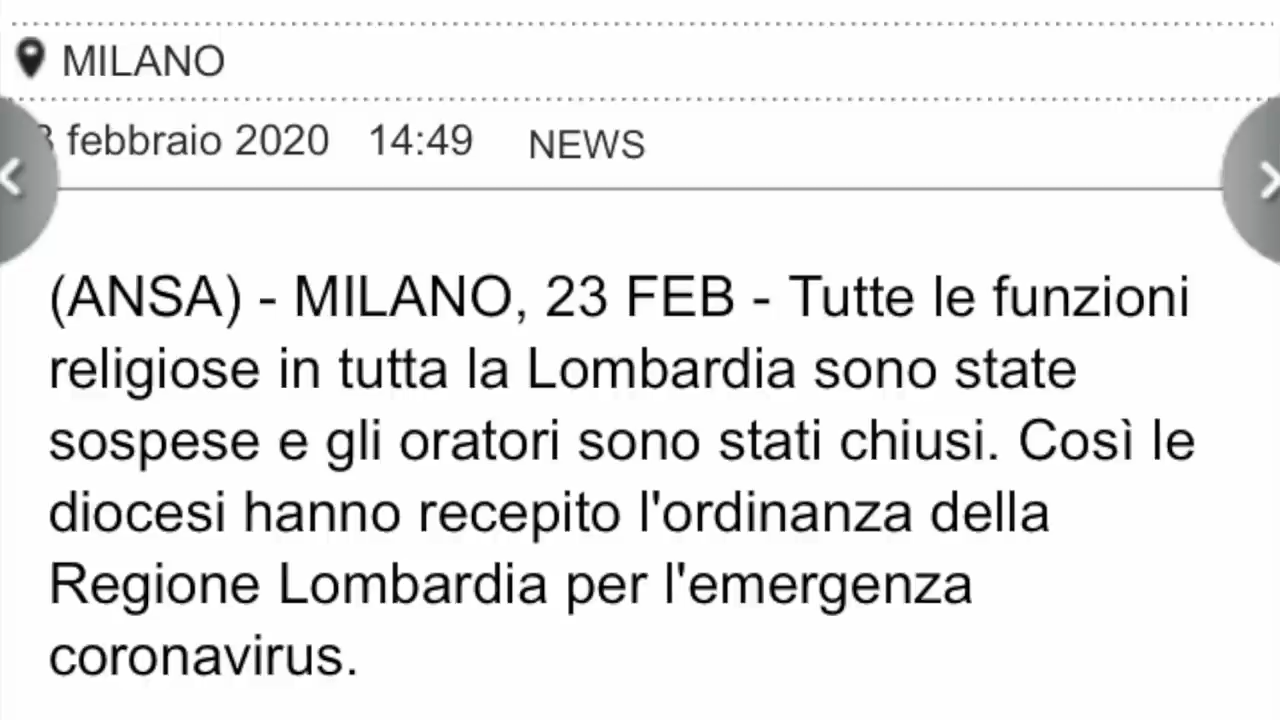 MILANO
febbraio 2020 14:49 NEWS
(ANSA) - MILANO, 23 FEB - Tutte le funzioni
religiose in tutta la Lombardia sono state
sospese e gli oratori sono stati chiusi. Così le
diocesi hanno recepito l'ordinanza della
Regione Lombardia per l'emergenza
coronavirus.